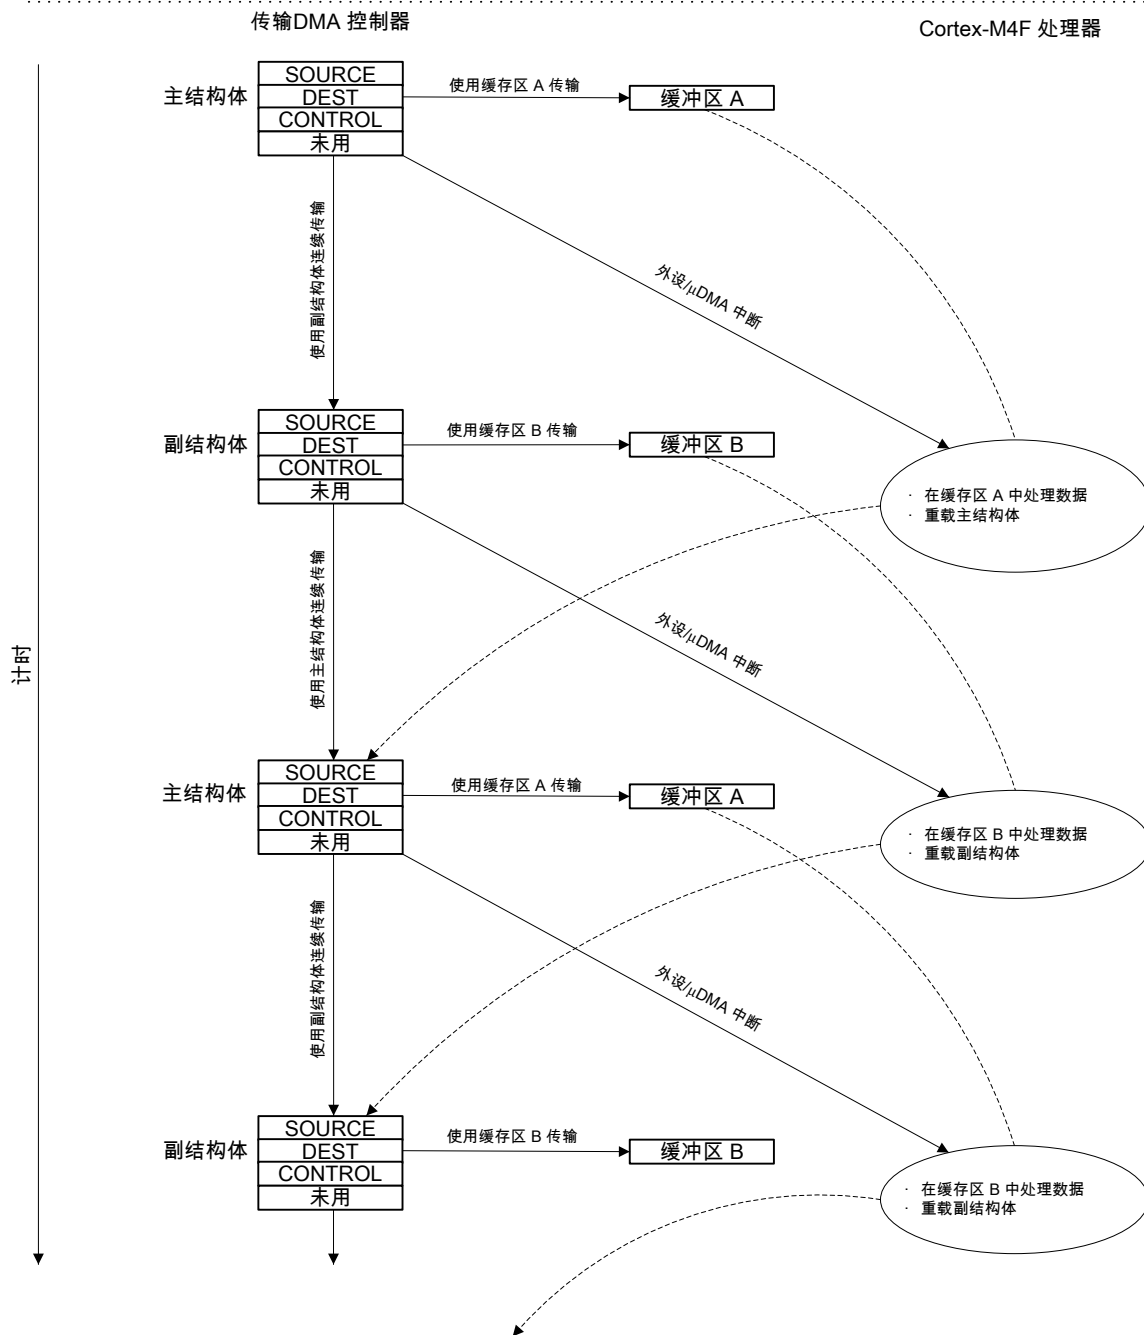 传输DMA 控制器
Cortex-M4F 处理器
主结构体
SOURCE
DEST
CONTROL
未用
使用缓存区 A 传输
缓冲区 A
使用副结构体连续传输
外设/µDMA 中断
副结构体
SOURCE
DEST
CONTROL
未用
使用缓存区 B 传输
缓冲区 B
· 在缓存区 A 中处理数据
· 重载主结构体
使用主结构体连续传输
外设/µDMA 中断
计时
主结构体
SOURCE
DEST
CONTROL
未用
使用缓存区 A 传输
缓冲区 A
· 在缓存区 B 中处理数据
· 重载副结构体
使用副结构体连续传输
外设/µDMA 中断
副结构体
SOURCE
DEST
CONTROL
未用
使用缓存区 B 传输
缓冲区 B
· 在缓存区 B 中处理数据
· 重载副结构体